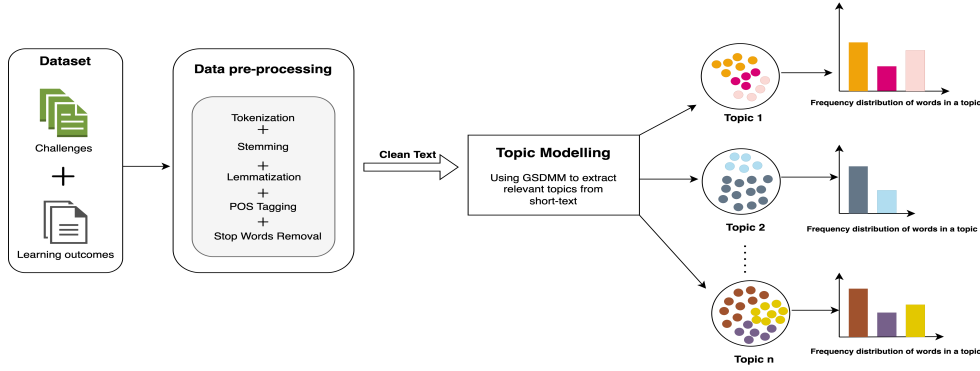 Dataset
Challenges
+
Learning outcomes
Data pre-processing
Tokenization
+
Stemming
+
Lemmatization
+
POS Tagging
+
Stop Words Removal
Clean Text
Topic Modelling
Using GSDMM to extract
relevant topics from
short-text
Topic 1
Frequency distribution of words in a topic
Topic 2
Frequency distribution of words in a topic
Topic n
Frequency distribution of words in a topic